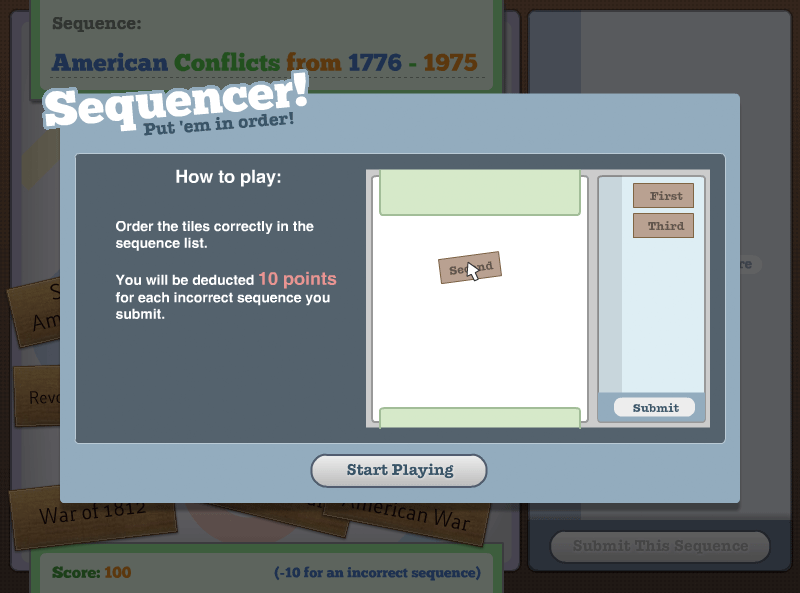 Sequence:
American Conflicts from 1776 - 1975
Sequencer!
Put 'em in order!
How to play:
Order the tiles correctly in the
sequence list.
You will be deducted 10 points
for each incorrect sequence you
submit.
First
Third
Second
Submit
Start Playing
War of 1812
American War
Submit This Sequence
Score: 100
(-10 for an incorrect sequence)